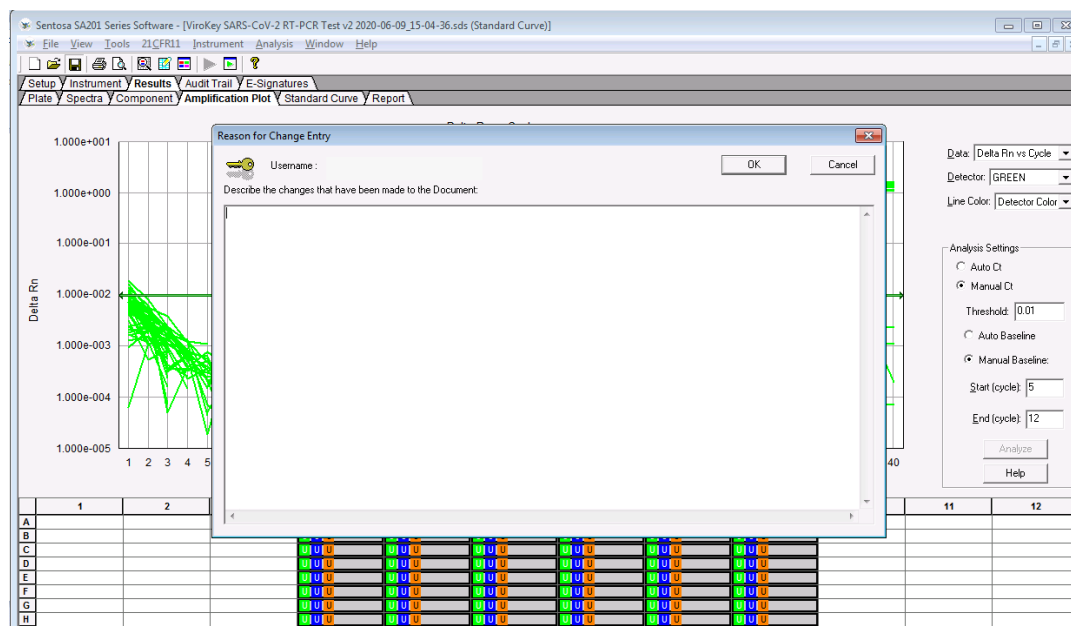 Sentosa SA201 Series Software - [ViroKey SARS-CoV-2 RT-PCR Test v2 2020-06-09_15-04-36.sds (Standard Curve)]
File View Tools 21CFR11 Instrument Analysis Window Help
Setup Instrument Results Audit Trail E-Signatures
Plate Spectra Component Amplification Plot Standard Curve Report
Reason for Change Entry
Username :
OK Cancel
Describe the changes that have been made to the Document:
1.000e+001
1.000e+000
1.000e-001
1.000e-002
1.000e-003
1.000e-004
1.000e-005
Delta Rn
1 2 3 4 5 40
Data: Delta Rn vs Cycle
Detector: GREEN
Line Color: Detector Color
Analysis Settings
Auto Ct
Manual Ct
Threshold: 0.01
Auto Baseline
Manual Baseline:
Start (cycle): 5
End (cycle): 12
Analyze
Help
1 2 11 12
A
B U U U U U U U U U U U U U U U U U U
C U U U U U U U U U U U U U U U U U U
D U U U U U U U U U U U U U U U U U U
E U U U U U U U U U U U U U U U U U U
F U U U U U U U U U U U U U U U U U U
G U U U U U U U U U U U U U U U U U U
H U U U U U U U U U U U U U U U U U U